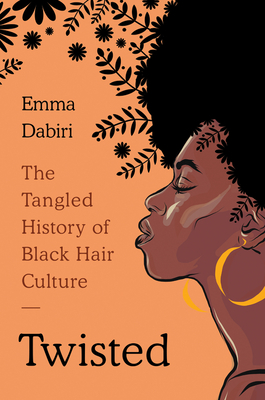 Emma
Dabiri
The
Tangled
History of
Black Hair
Culture
Twisted